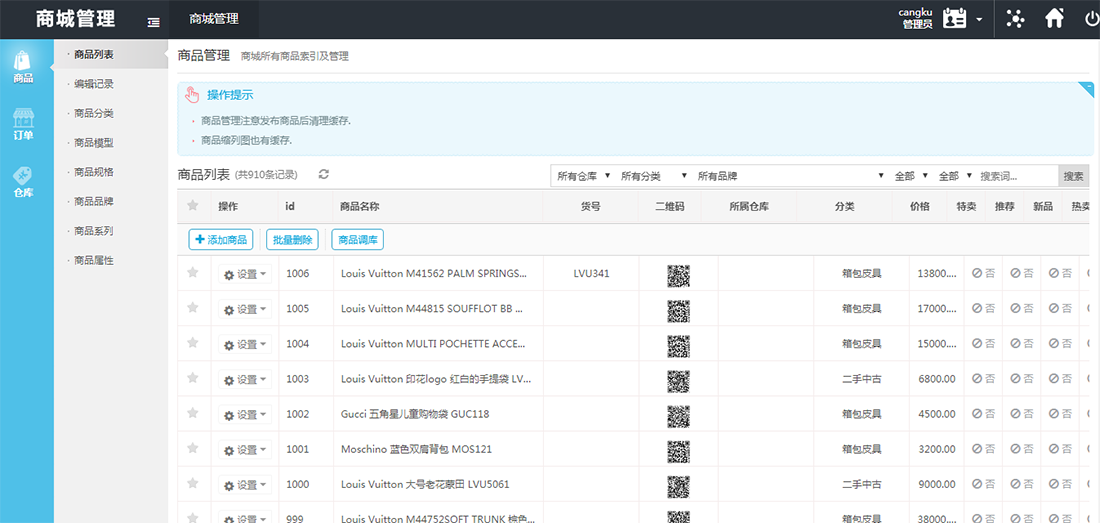 商城管理 商城管理 cangku 管理员
商品
订单
仓库
· 商品列表
· 编辑记录
· 商品分类
· 商品模型
· 商品规格
· 商品品牌
· 商品系列
· 商品属性
商品管理 商城所有商品索引及管理
操作提示
· 商品管理注意发布商品后清理缓存.
· 商品缩列图也有缓存.
商品列表 (共910条记录) 所有仓库 ▼ 所有分类 ▼ 所有品牌 ▼ 全部 ▼ 全部 ▼ 搜索词... 搜索
操作 id 商品名称 货号 二维码 所属仓库 分类 价格 特卖 推荐 新品 热卖
添加商品 批量删除 商品调库
设置 1006 Louis Vuitton M41562 PALM SPRINGS... LVU341 箱包皮具 13800.... 否 否 否
设置 1005 Louis Vuitton M44815 SOUFFLOT BB ... 箱包皮具 17000.... 否 否 否
设置 1004 Louis Vuitton MULTI POCHETTE ACCE... 箱包皮具 15000.... 否 否 否
设置 1003 Louis Vuitton 印花logo 红白的手提袋 LV... 二手中古 6800.00 否 否 否
设置 1002 Gucci 五角星儿童购物袋 GUC118 箱包皮具 4500.00 否 否 否
设置 1001 Moschino 蓝色双肩背包 MOS121 箱包皮具 3200.00 否 否 否
设置 1000 Louis Vuitton 大号老花蒙田 LVU5061 二手中古 9000.00 否 否 否
设置 999 Louis Vuitton M44752SOFT TRUNK 棕色... 箱包皮具 38000.... 否 否 否